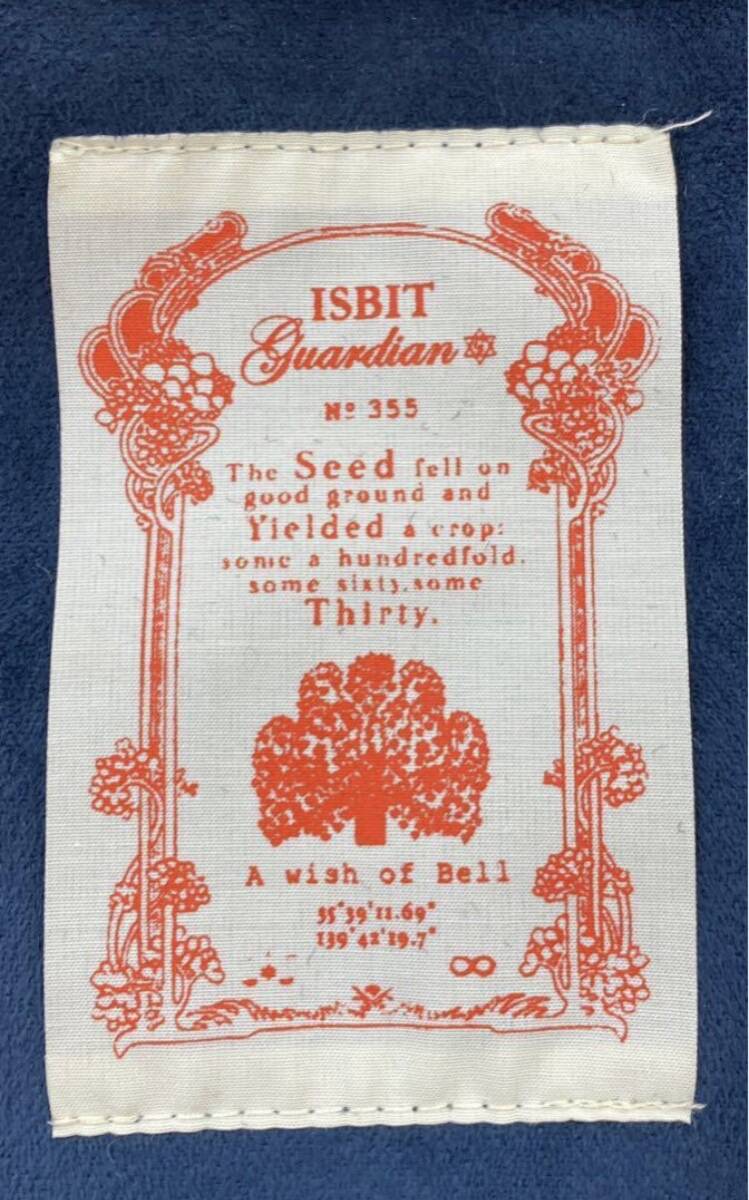 ISBIT
Guardian
Nº 355
The Seed fell on
good ground and
Yielded a crop:
some a hundredfold.
some sixty.some
Thirty.
A wish of Bell
35°39'11.69"
139°42'19.7"
∞